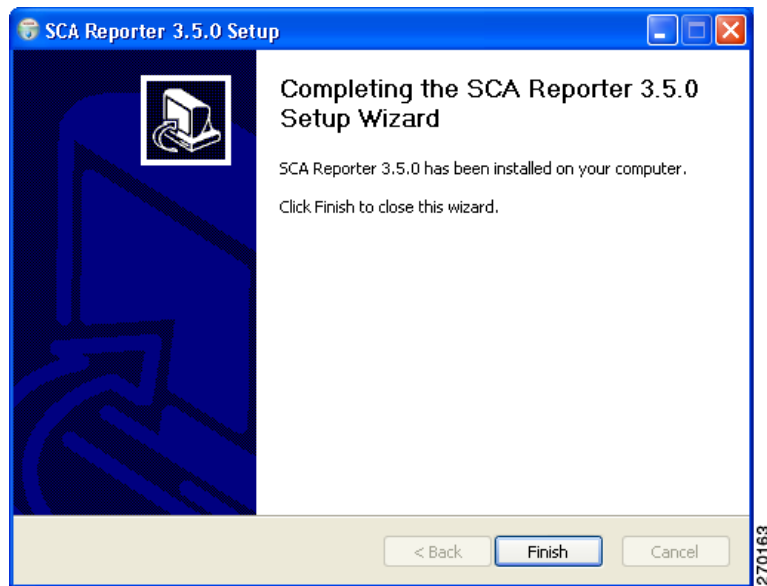 SCA Reporter 3.5.0 Setup
Completing the SCA Reporter 3.5.0
Setup Wizard
SCA Reporter 3.5.0 has been installed on your computer.
Click Finish to close this wizard.
< Back
Finish
Cancel
270163